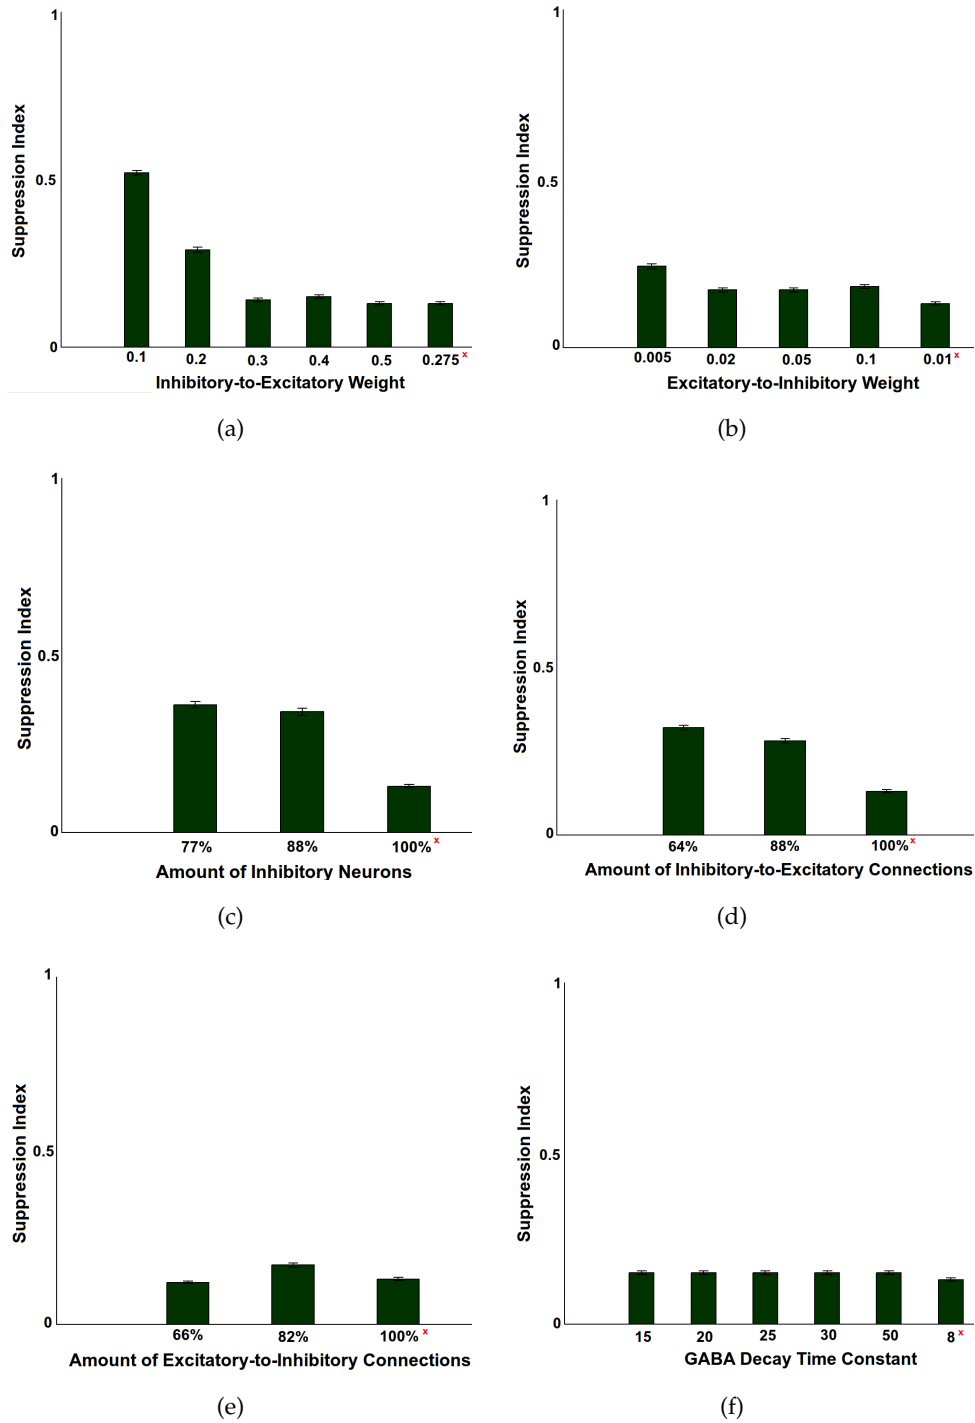 1
Suppression Index
0.5
0
0.1 0.2 0.3 0.4 0.5 0.275 x
Inhibitory-to-Excitatory Weight
(a)
1
Suppression Index
0.5
0
0.005 0.02 0.05 0.1 0.01 x
Excitatory-to-Inhibitory Weight
(b)
1
Suppression Index
0.5
0
77% 88% 100% x
Amount of Inhibitory Neurons
(c)
1
Suppression Index
0.5
0
64% 88% 100% x
Amount of Inhibitory-to-Excitatory Connections
(d)
1
Suppression Index
0.5
0
66% 82% 100% x
Amount of Excitatory-to-Inhibitory Connections
(e)
1
Suppression Index
0.5
0
15 20 25 30 50 8 x
GABA Decay Time Constant
(f)